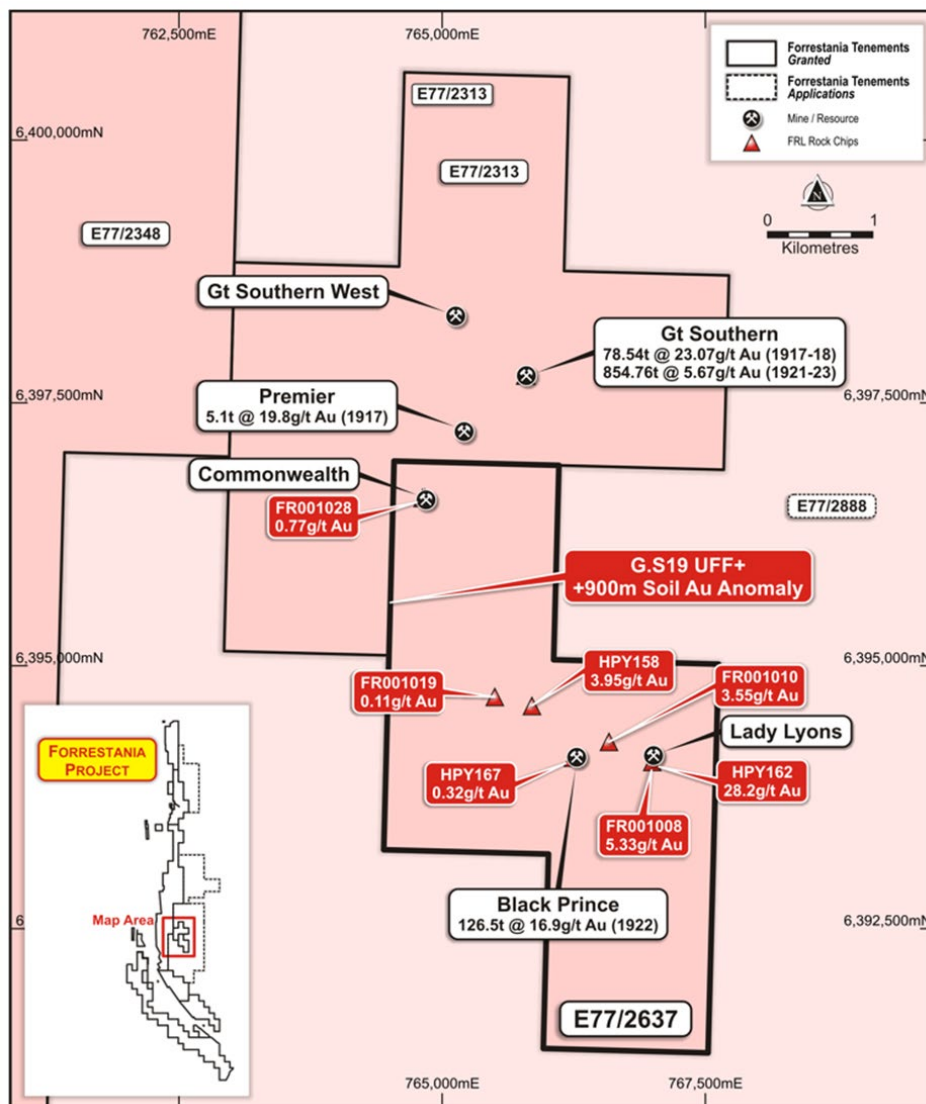 762,500mE
765,000mE
Forrestania Tenements
Granted
Forrestania Tenements
Applications
Mine / Resource
FRL Rock Chips
E77/2313
6,400,000mN
E77/2313
N
0
1
Kilometres
E77/2348
Gt Southern West
Gt Southern
78.54t @ 23.07g/t Au (1917-18)
854.76t @ 5.67g/t Au (1921-23)
Premier
5.1t @ 19.8g/t Au (1917)
6,397,500mN
6,397,500mN
Commonwealth
FR001028
0.77g/t Au
E77/2888
G.S19 UFF+
+900m Soil Au Anomaly
6,395,000mN
6,395,000mN
HPY158
3.95g/t Au
FR001019
0.11g/t Au
FR001010
3.55g/t Au
Lady Lyons
HPY167
0.32g/t Au
HPY162
28.2g/t Au
FR001008
5.33g/t Au
FORRESTANIA
PROJECT
Map Area
Black Prince
126.5t @ 16.9g/t Au (1922)
6
6,392,500mN
E77/2637
765,000mE
767,500mE